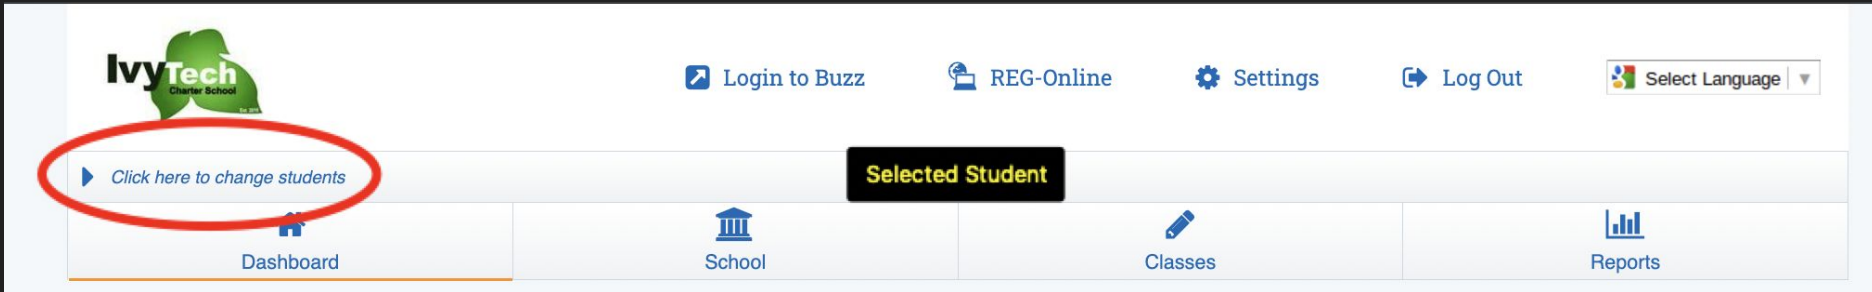 IvyTech
Charter School
Login to Buzz
REG-Online
Settings
Log Out
Select Language
Click here to change students
Selected Student
Dashboard
School
Classes
Reports